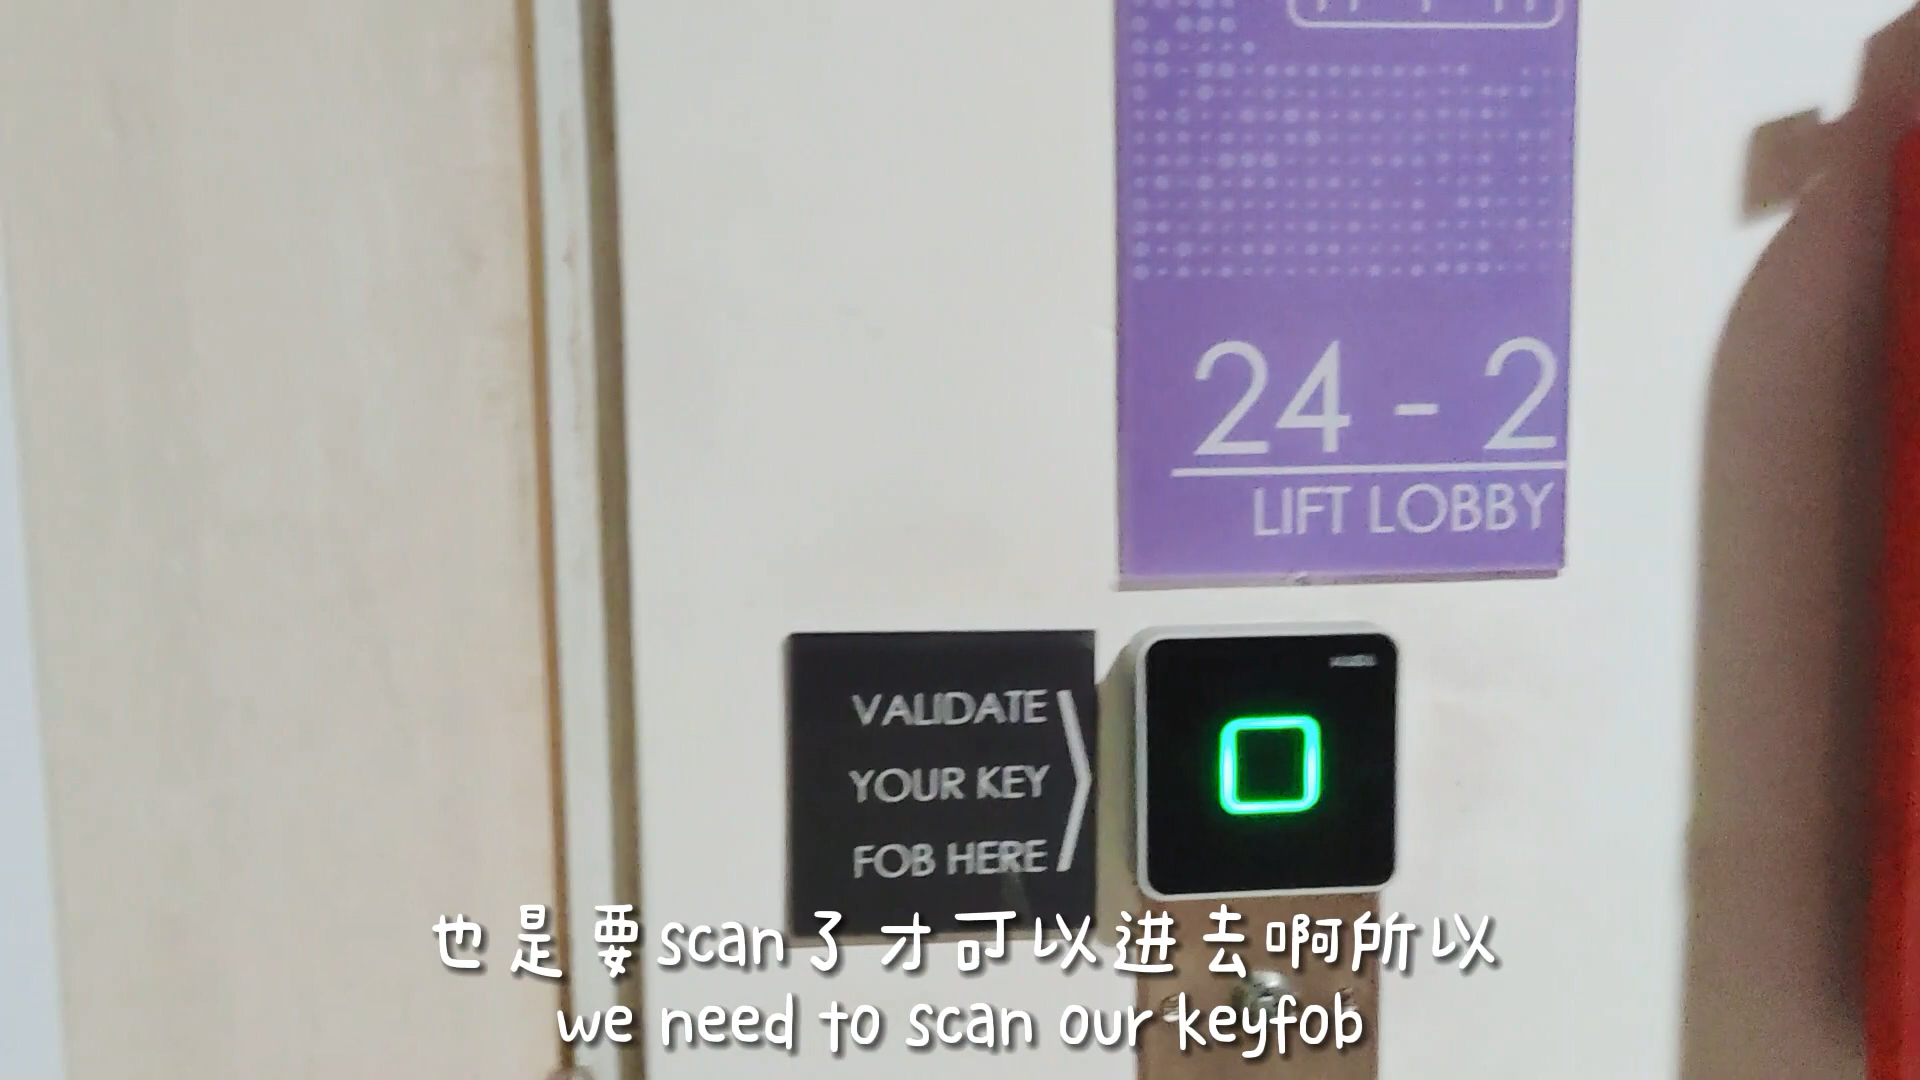 24 - 2
LIFT LOBBY
VALIDATE
YOUR KEY
FOB HERE
也是要scan了才可以进去啊所以
we need to scan our keyfob